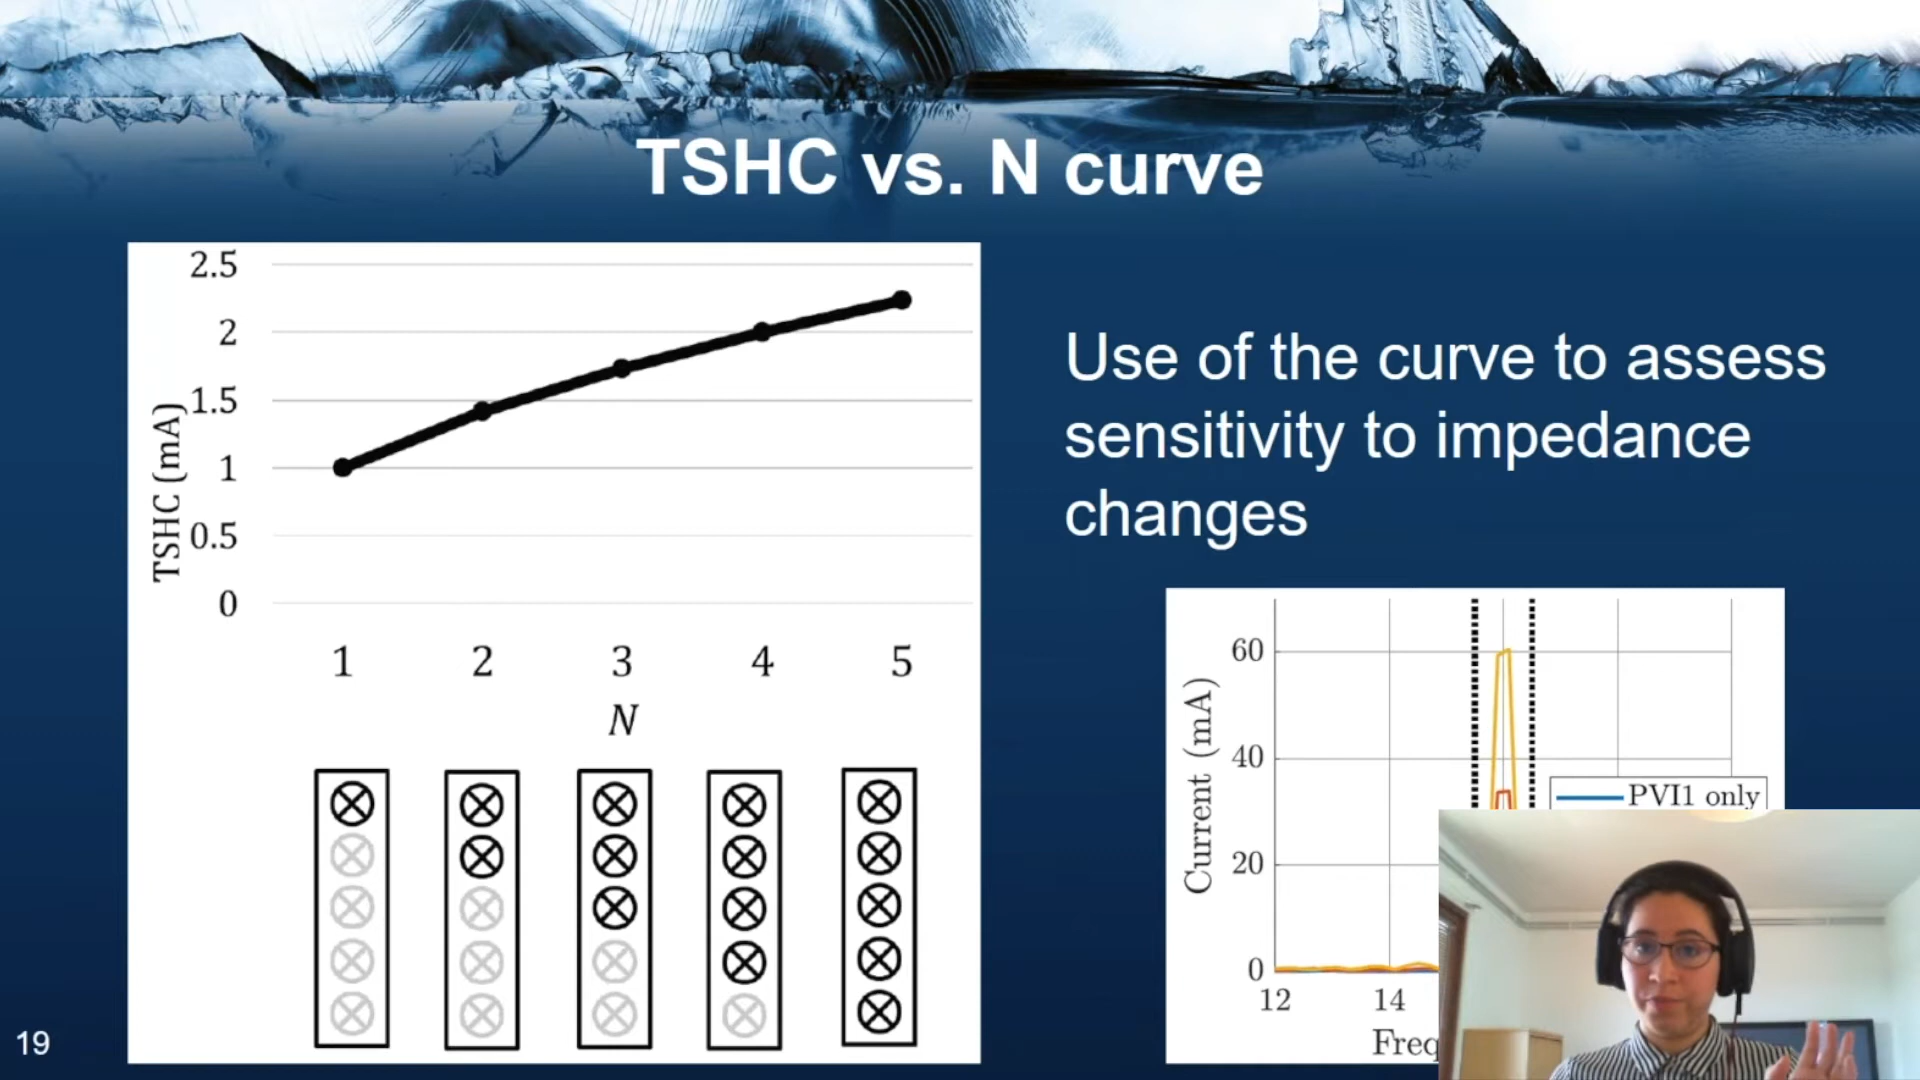 TSHC vs. N curve
2.5
2
1.5
1
0.5
0
TSHC (mA)
1 2 3 4 5
N
Use of the curve to assess
sensitivity to impedance
changes
60
40
20
0
Current (mA)
12 14
Freq
PVI1 only
19